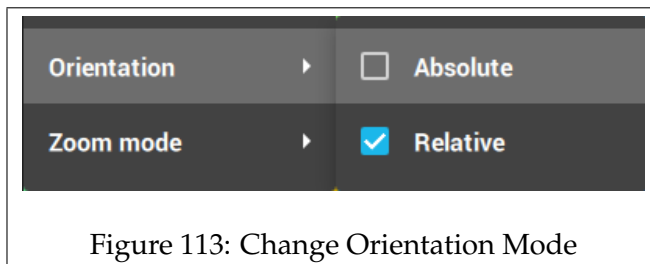 Orientation Absolute
Zoom mode Relative
Figure 113: Change Orientation Mode